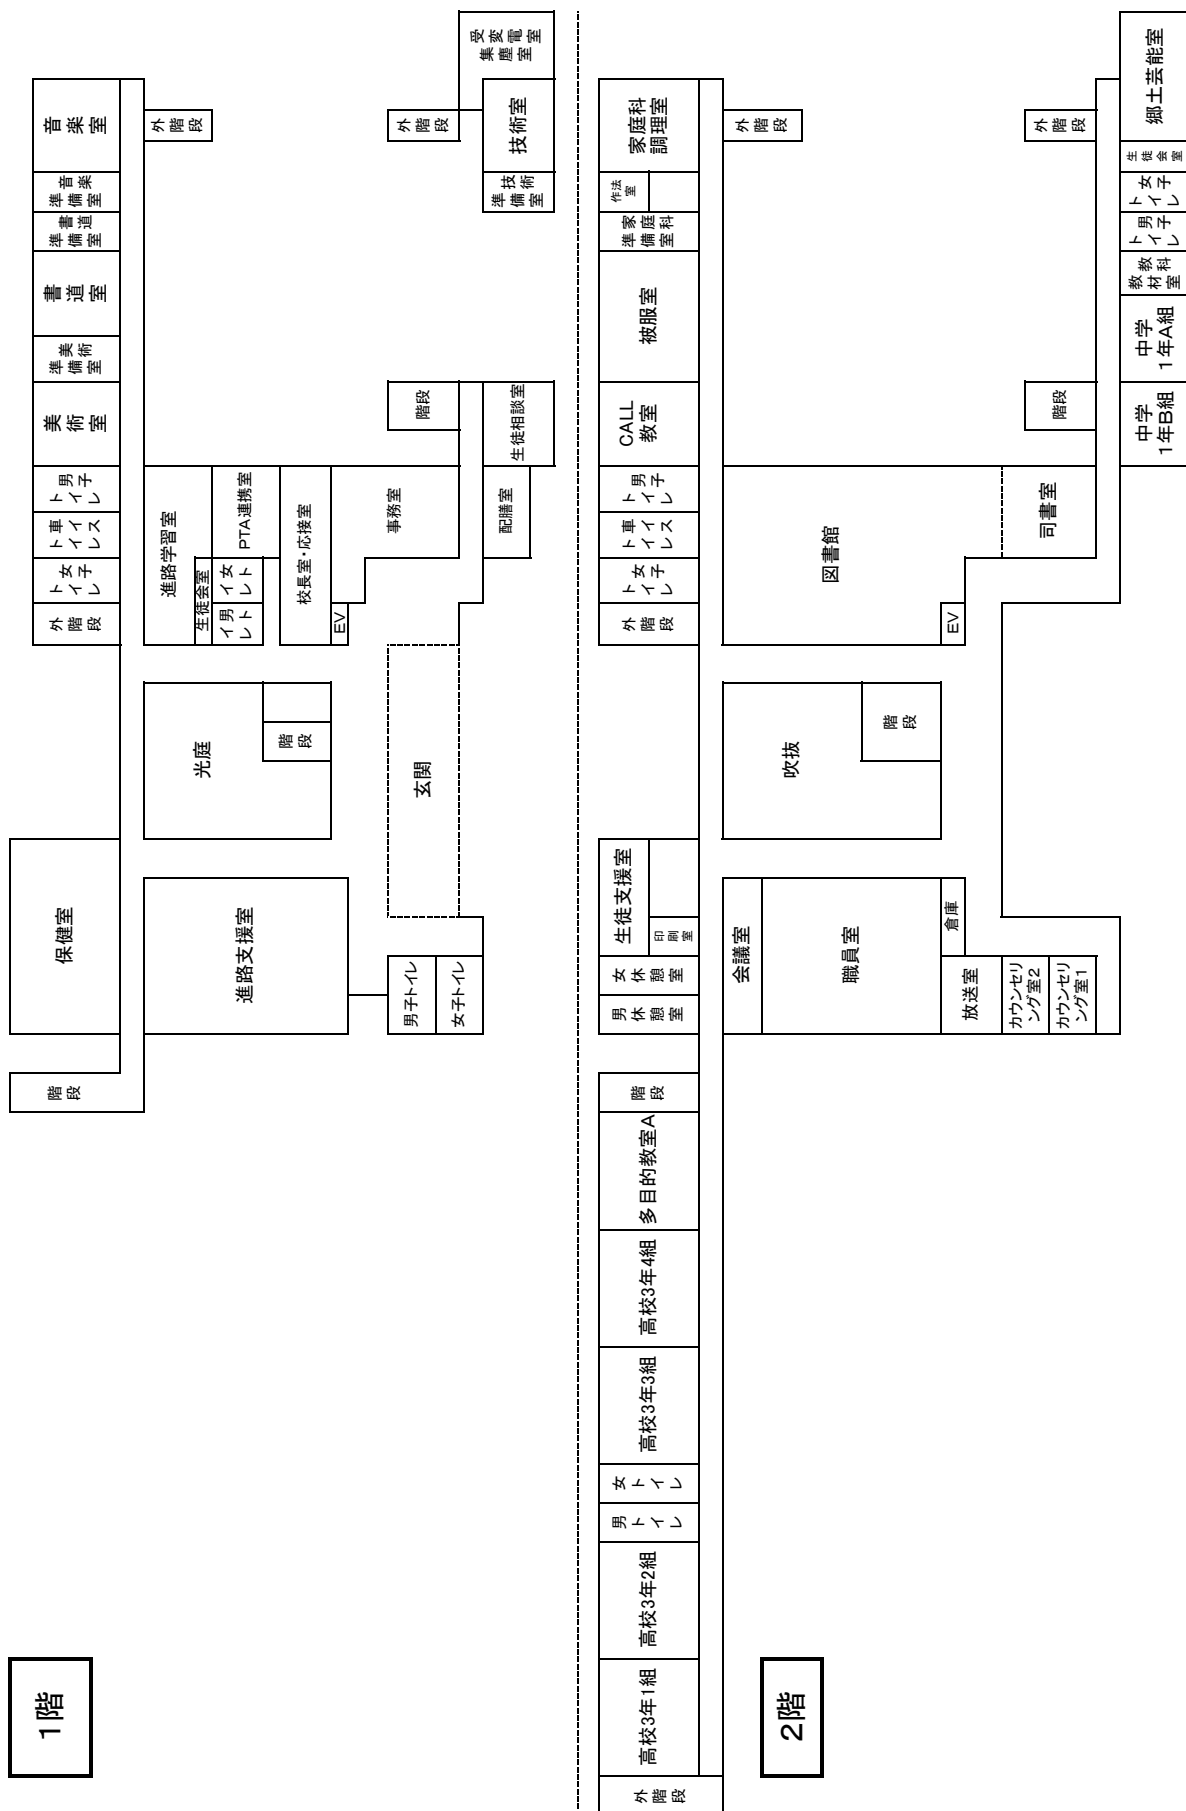 1階
階段
保健室
外階段
女子トイレ
車イストイレ
男子トイレ
美術室
美術準備室
書道室
書道準備室
音楽準備室
音楽室
外階段
進路支援室
光庭
階段
進路学習室
生徒会室
男トイレ
女トイレ
PTA連携室
校長室・応接室
EV
事務室
男子トイレ
女子トイレ
玄関
階段
配膳室
生徒相談室
外階段
技術準備室
技術室
受変電室
集塵室
2階
外階段
高校3年1組
高校3年2組
男トイレ
女トイレ
高校3年3組
高校3年4組
多目的教室A
階段
男休憩室
女休憩室
生徒支援室
印刷室
外階段
女子トイレ
車イストイレ
男子トイレ
CALL
教室
被服室
家庭科準備室
作法室
家庭科
調理室
外階段
会議室
職員室
倉庫
放送室
カウンセリ
ング室2
カウンセリ
ング室1
吹抜
階段
EV
図書館
司書室
階段
外階段
中学
1年B組
中学
1年A組
教科教材室
男子トイレ
女子トイレ
生徒会室
郷土芸能室